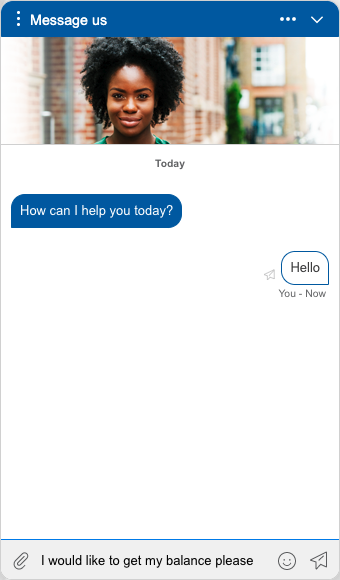 Message us
Today
How can I help you today?
Hello
You - Now
I would like to get my balance please